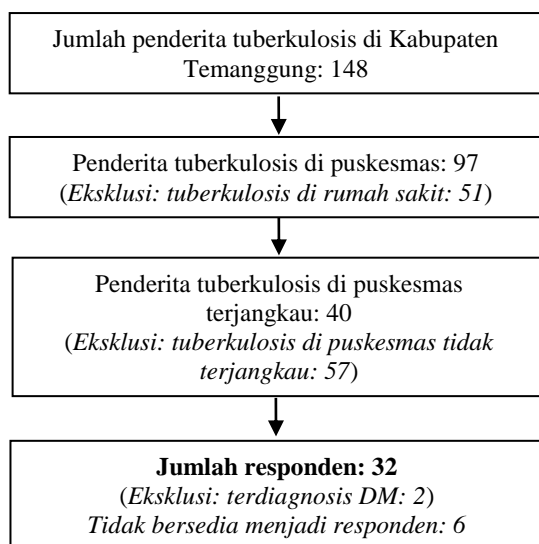 Jumlah penderita tuberkulosis di Kabupaten
Temanggung: 148
Penderita tuberkulosis di puskesmas: 97
(Eksklusi: tuberkulosis di rumah sakit: 51)
Penderita tuberkulosis di puskesmas
terjangkau: 40
(Eksklusi: tuberkulosis di puskesmas tidak
terjangkau: 57)
Jumlah responden: 32
(Eksklusi: terdiagnosis DM: 2)
Tidak bersedia menjadi responden: 6